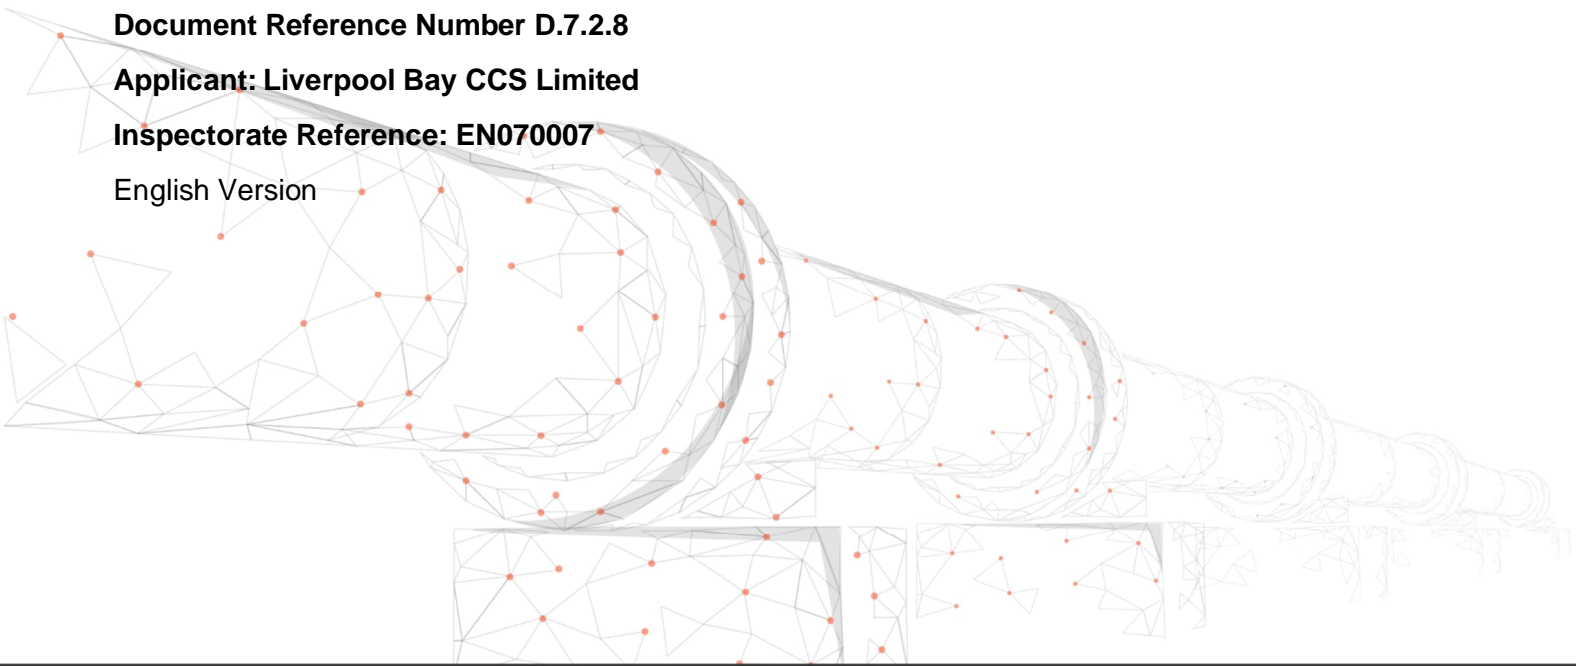 Document Reference Number D.7.2.8
Applicant: Liverpool Bay CCS Limited
Inspectorate Reference: EN070007
English Version